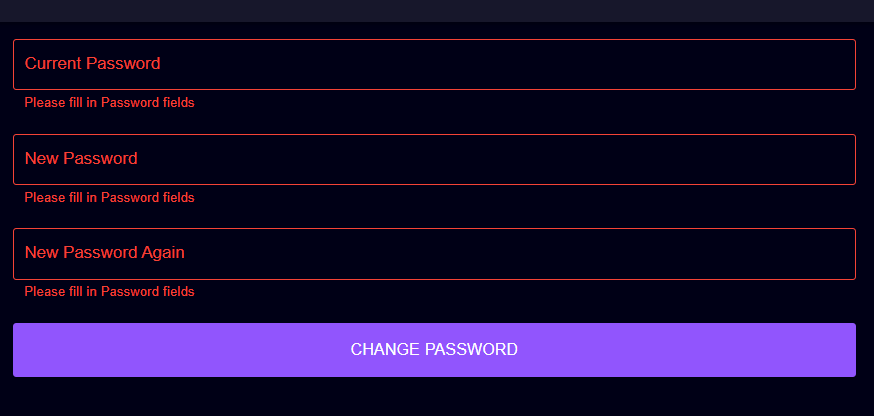 Current Password
Please fill in Password fields
New Password
Please fill in Password fields
New Password Again
Please fill in Password fields
CHANGE PASSWORD